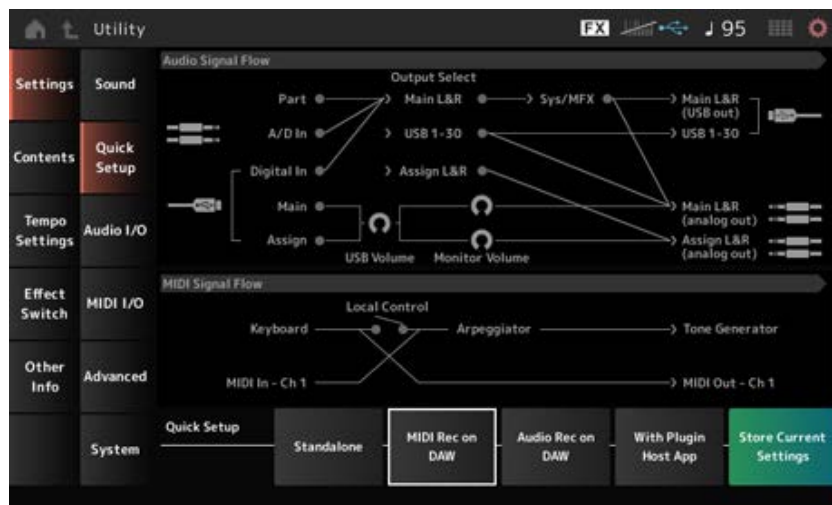 Utility
FX
♩ 95
Settings
Sound
Contents
Quick
Setup
Tempo
Settings
Audio I/O
Effect
Switch
MIDI I/O
Other
Info
Advanced
System
Audio Signal Flow
Output Select
Part
Main L&R
Sys/MFX
Main L&R
(USB out)
A/D In
USB 1-30
USB 1-30
Digital In
Assign L&R
Main
Main L&R
(analog out)
Assign
Assign L&R
(analog out)
USB Volume
Monitor Volume
MIDI Signal Flow
Local Control
Keyboard
Arpeggiator
Tone Generator
MIDI In - Ch 1
MIDI Out - Ch 1
Quick Setup
Standalone
MIDI Rec on
DAW
Audio Rec on
DAW
With Plugin
Host App
Store Current
Settings